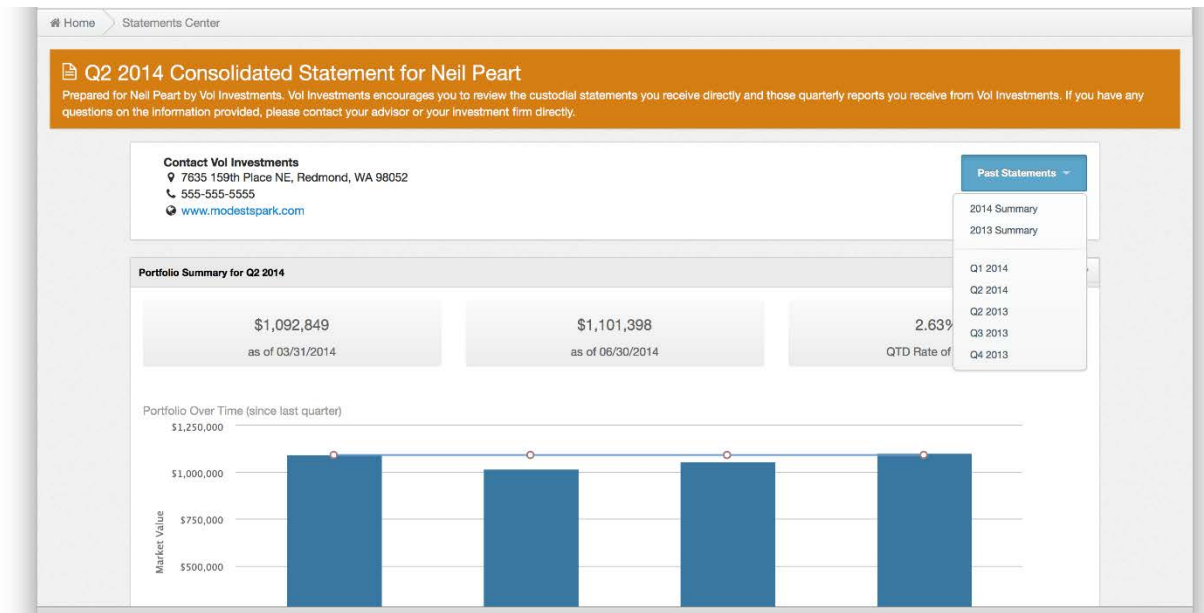 Home
Statements Center
Q2 2014 Consolidated Statement for Neil Peart
Prepared for Neil Peart by Vol Investments. Vol Investments encourages you to review the custodial statements you receive directly and those quarterly reports you receive from Vol Investments. If you have any
questions on the information provided, please contact your advisor or your investment firm directly.
Contact Vol Investments
7635 159th Place NE, Redmond, WA 98052
555-555-5555
www.modestspark.com
Past Statements
2014 Summary
2013 Summary
Q1 2014
Q2 2014
Q2 2013
Q3 2013
Q4 2013
Portfolio Summary for Q2 2014
$1,092,849
as of 03/31/2014
$1,101,398
as of 06/30/2014
2.63%
QTD Rate of
Portfolio Over Time (since last quarter)
$1,250,000
$1,000,000
$750,000
$500,000
Market Value